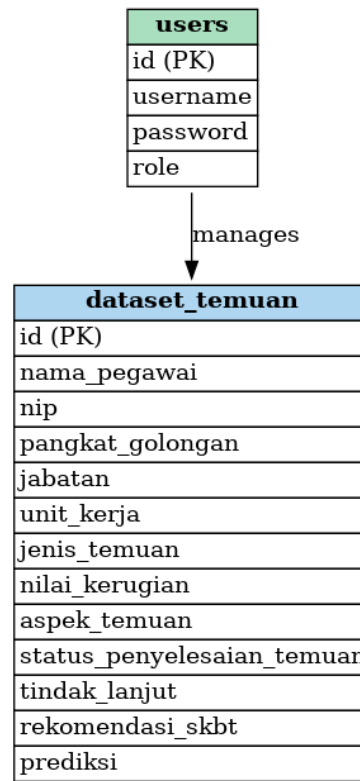 users
id (PK)
username
password
role
manages
dataset_temuan
id (PK)
nama_pegawai
nip
pangkat_golongan
jabatan
unit_kerja
jenis_temuan
nilai_kerugian
aspek_temuan
status_penyelesaian_temuan
tindak_lanjut
rekomendasi_skbt
prediksi